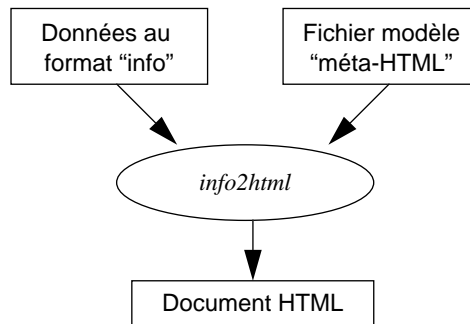 Données au
format “info”
Fichier modèle
“méta-HTML”
info2html
Document HTML